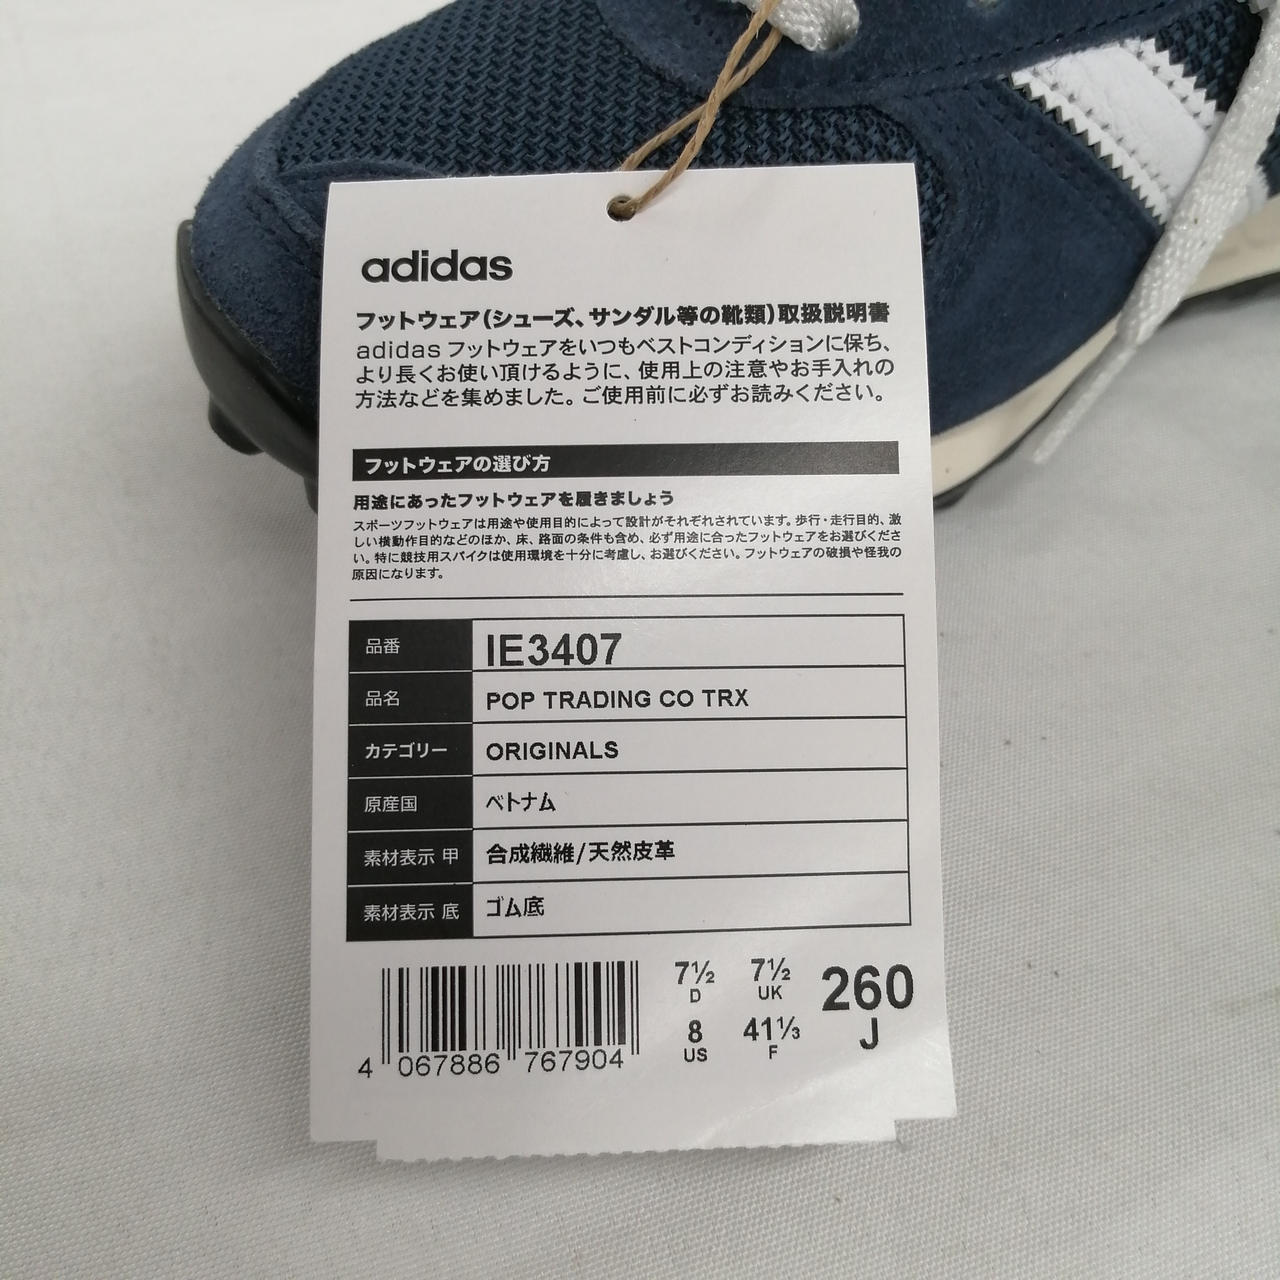 adidas
フットウェア(シューズ、サンダル等の靴類)取扱説明書
adidas フットウェアをいつもベストコンディションに保ち、
より長くお使い頂けるように、使用上の注意やお手入れの
方法などを集めました。ご使用前に必ずお読みください。
フットウェアの選び方
用途にあったフットウェアを履きましょう
スポーツフットウェアは用途や使用目的によって設計がそれぞれされています。歩行・走行目的、激
しい横動作目的などのほか、床、路面の条件も含め、必ず用途に合ったフットウェアをお選びくださ
い。特に競技用スパイクは使用環境を十分に考慮し、お選びください。フットウェアの破損や怪我の
原因になります。
品番 IE3407
品名 POP TRADING CO TRX
カテゴリー ORIGINALS
原産国 ベトナム
素材表示 甲 合成繊維/天然皮革
素材表示 底 ゴム底
7½ 7½ 260
D UK
8 41⅓ J
US F
4 067886 767904